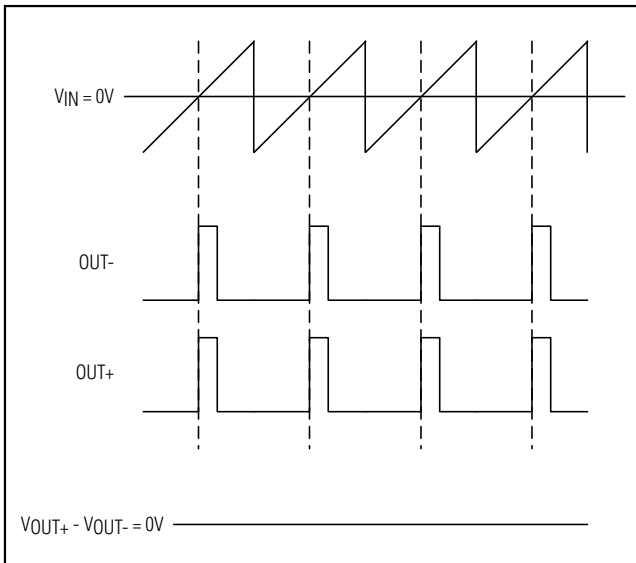 VIN = 0V
OUT-
OUT+
VOUT+ - VOUT- = 0V